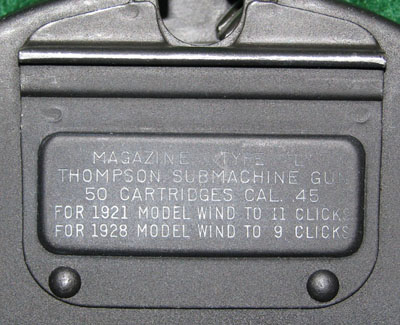 MAGAZINE TYPE "L"
THOMPSON SUBMACHINE GUN
50 CARTRIDGES CAL. 45
FOR 1921 MODEL WIND TO 11 CLICKS
FOR 1928 MODEL WIND TO 9 CLICKS